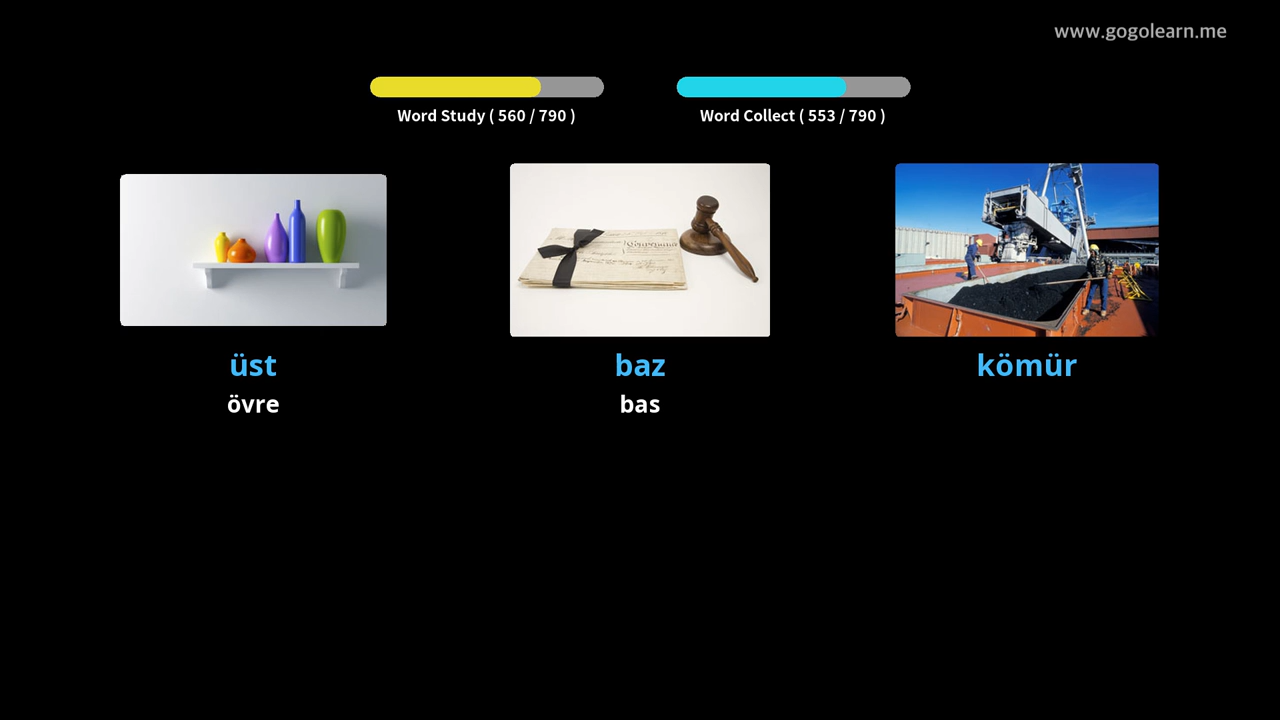 www.gogolearn.me
Word Study ( 560 / 790 )
Word Collect ( 553 / 790 )
üst
baz
kömür
övre
bas